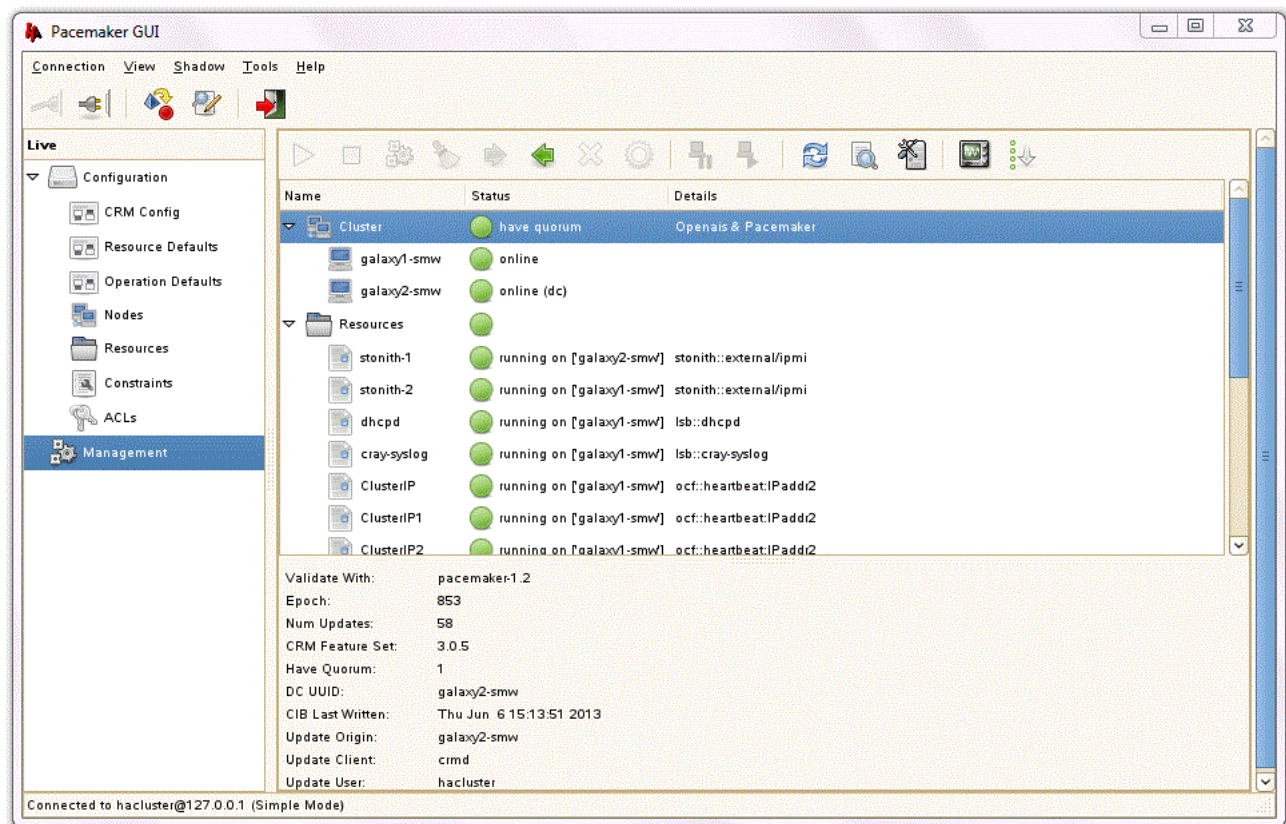 Pacemaker GUI
Connection View Shadow Tools Help
Live
Configuration
CRM Config
Resource Defaults
Operation Defaults
Nodes
Resources
Constraints
ACLs
Management
Name Status Details
Cluster have quorum Openais & Pacemaker
galaxy1-smw online
galaxy2-smw online (dc)
Resources
stonith-1 running on ['galaxy2-smw'] stonith::external/ipmi
stonith-2 running on ['galaxy1-smw'] stonith::external/ipmi
dhcpd running on ['galaxy1-smw'] lsb::dhcpd
cray-syslog running on ['galaxy1-smw'] lsb::cray-syslog
ClusterIP running on ['galaxy1-smw'] ocf::heartbeat:IPaddr2
ClusterIP1 running on ['galaxy1-smw'] ocf::heartbeat:IPaddr2
ClusterIP2 running on ['galaxy1-smw'] ocf::heartbeat:IPaddr2
Validate With: pacemaker-1.2
Epoch: 853
Num Updates: 58
CRM Feature Set: 3.0.5
Have Quorum: 1
DC UUID: galaxy2-smw
CIB Last Written: Thu Jun 6 15:13:51 2013
Update Origin: galaxy2-smw
Update Client: crmd
Update User: hacluster
Connected to hacluster@127.0.0.1 (Simple Mode)